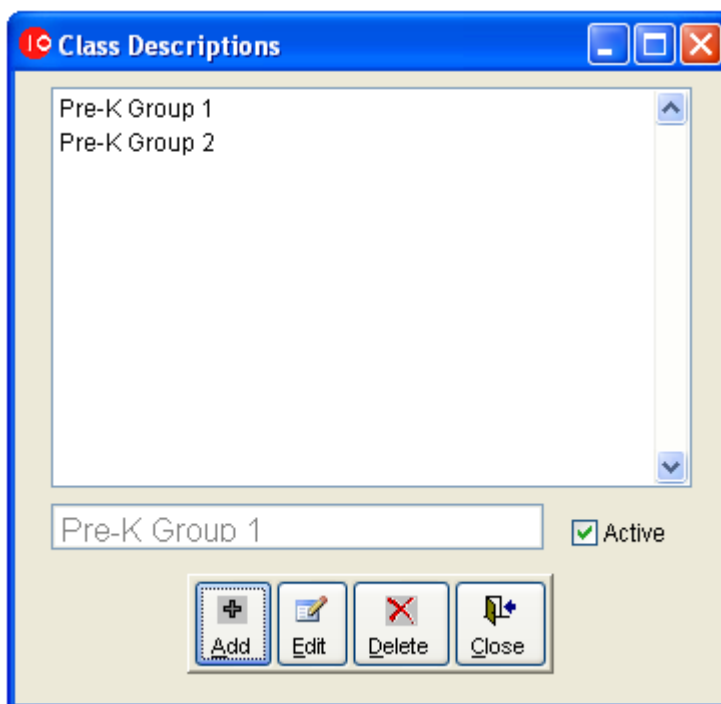 Class Descriptions
Pre-K Group 1
Pre-K Group 2
Pre-K Group 1
Active
Add Edit Delete Close